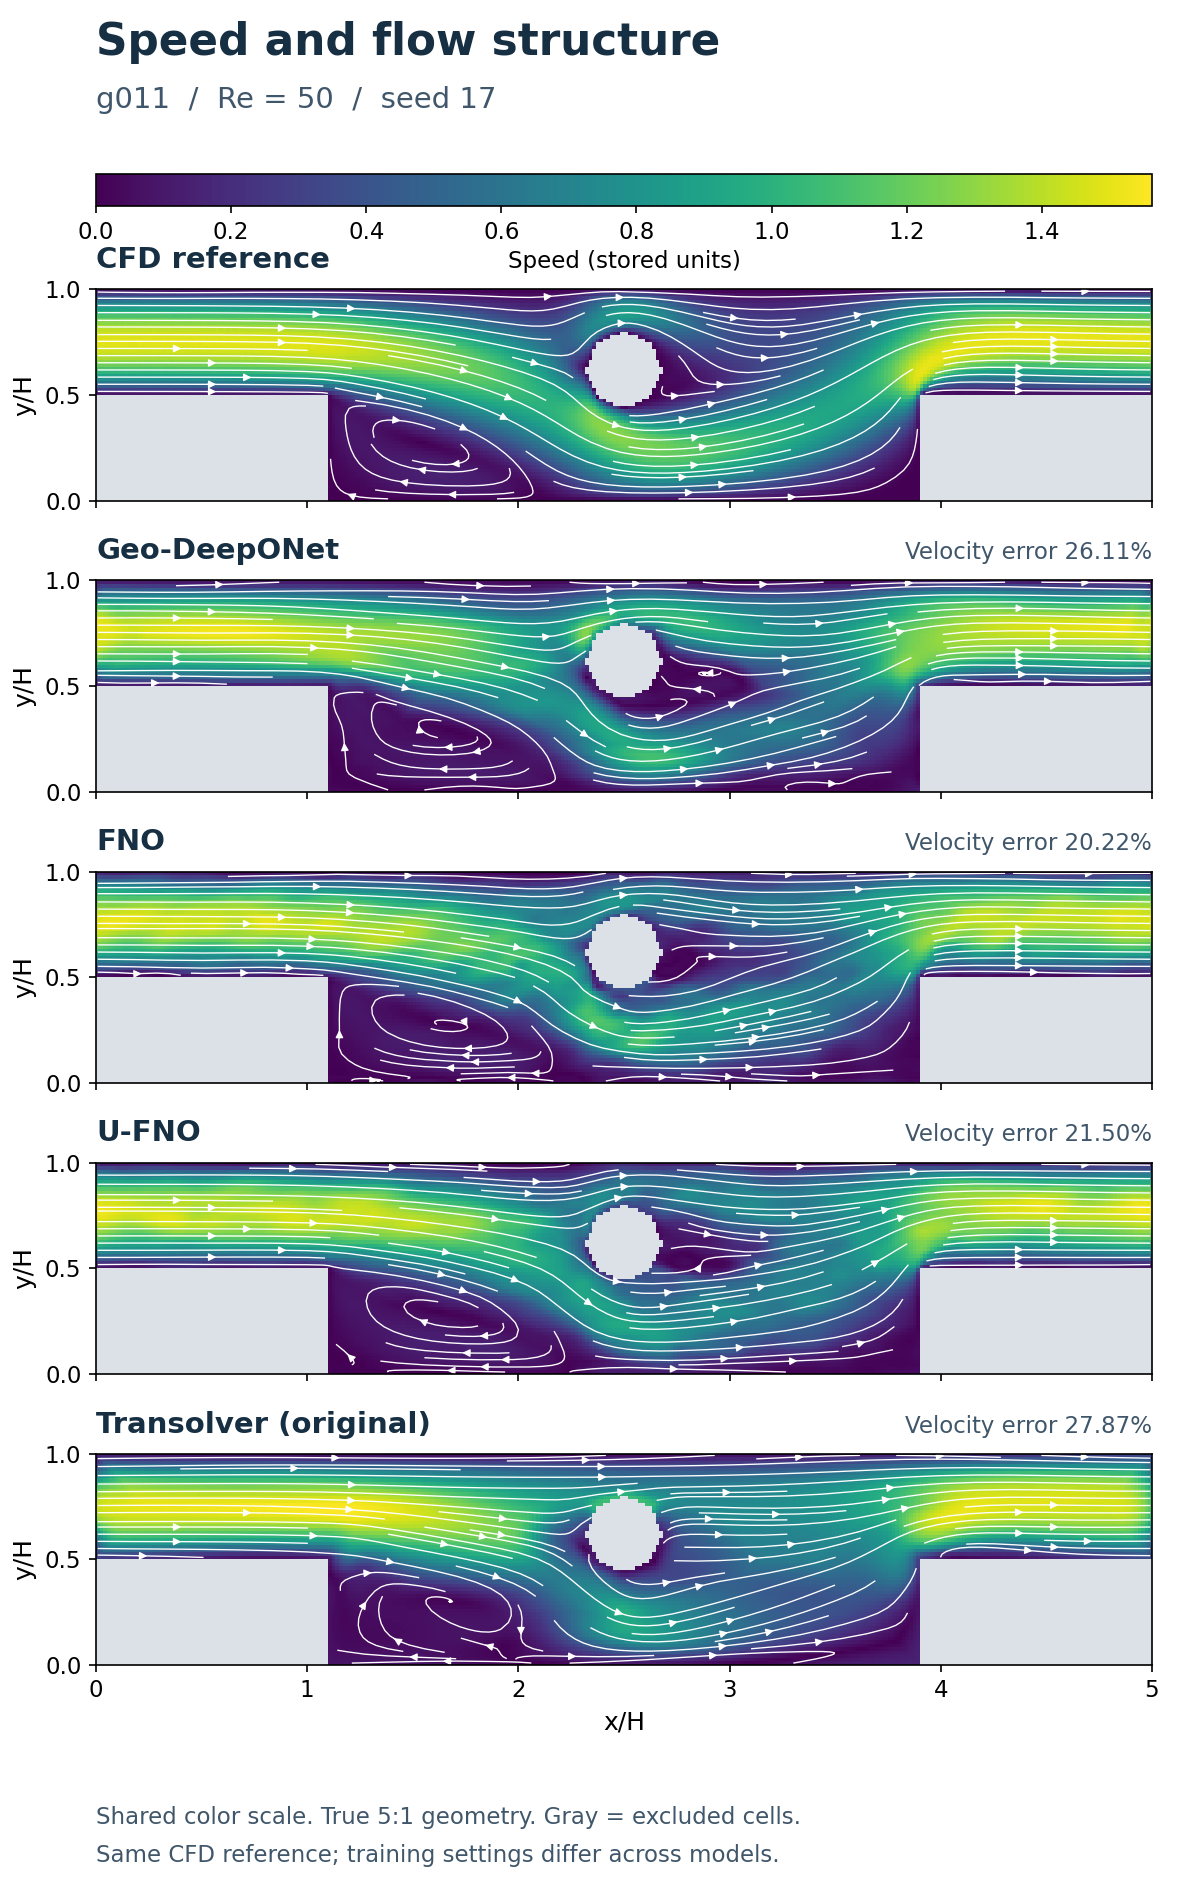 Speed and flow structure
g011 / Re = 50 / seed 17
0.0 0.2 0.4 0.6 0.8 1.0 1.2 1.4
Speed (stored units)
CFD reference
1.0
0.5
0.0
y/H
Geo-DeepONet
Velocity error 26.11%
1.0
0.5
0.0
y/H
FNO
Velocity error 20.22%
1.0
0.5
0.0
y/H
U-FNO
Velocity error 21.50%
1.0
0.5
0.0
y/H
Transolver (original)
Velocity error 27.87%
1.0
0.5
0.0
y/H
0 1 2 3 4 5
x/H
Shared color scale. True 5:1 geometry. Gray = excluded cells.
Same CFD reference; training settings differ across models.